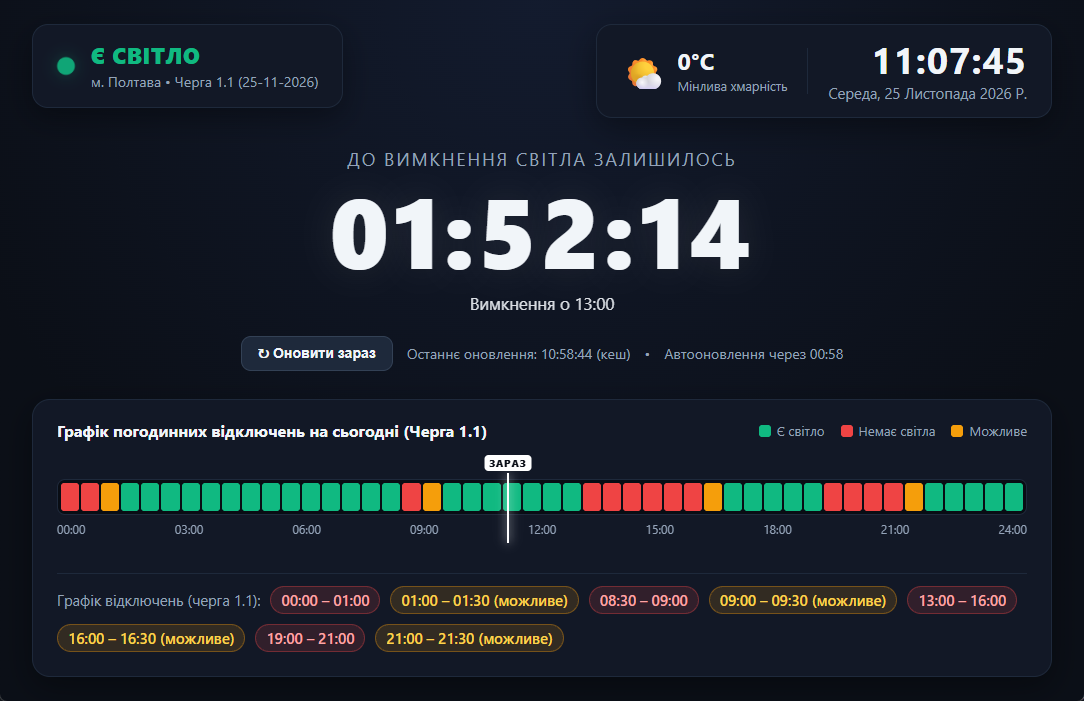 Є СВІТЛО
м. Полтава • Черга 1.1 (25-11-2026)
0°C
Мінлива хмарність
11:07:45
Середа, 25 Листопада 2026 Р.
ДО ВИМКНЕННЯ СВІТЛА ЗАЛИШИЛОСЬ
01:52:14
Вимкнення о 13:00
↻ Оновити зараз
Останнє оновлення: 10:58:44 (кеш) • Автооновлення через 00:58
Графік погодинних відключень на сьогодні (Черга 1.1)
Є світло Немає світла Можливе
ЗАРАЗ
00:00 03:00 06:00 09:00 12:00 15:00 18:00 21:00 24:00
Графік відключень (черга 1.1): 00:00 – 01:00 01:00 – 01:30 (можливе) 08:30 – 09:00 09:00 – 09:30 (можливе) 13:00 – 16:00
16:00 – 16:30 (можливе) 19:00 – 21:00 21:00 – 21:30 (можливе)